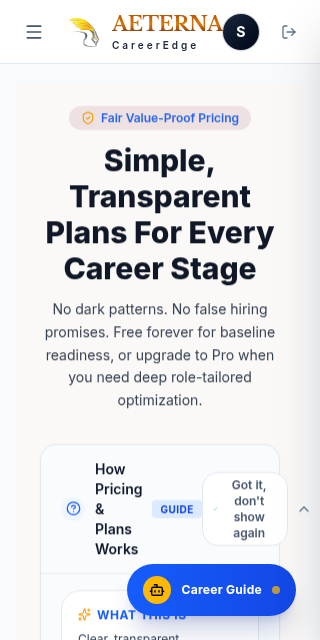 AETERNA
CareerEdge
S
Fair Value-Proof Pricing
Simple,
Transparent
Plans For Every
Career Stage
No dark patterns. No false hiring
promises. Free forever for baseline
readiness, or upgrade to Pro when
you need deep role-tailored
optimization.
How
Pricing
&
Plans
Works
GUIDE
Got it,
don't
show
again
Career Guide
WHAT THIS IS
Clear, transparent